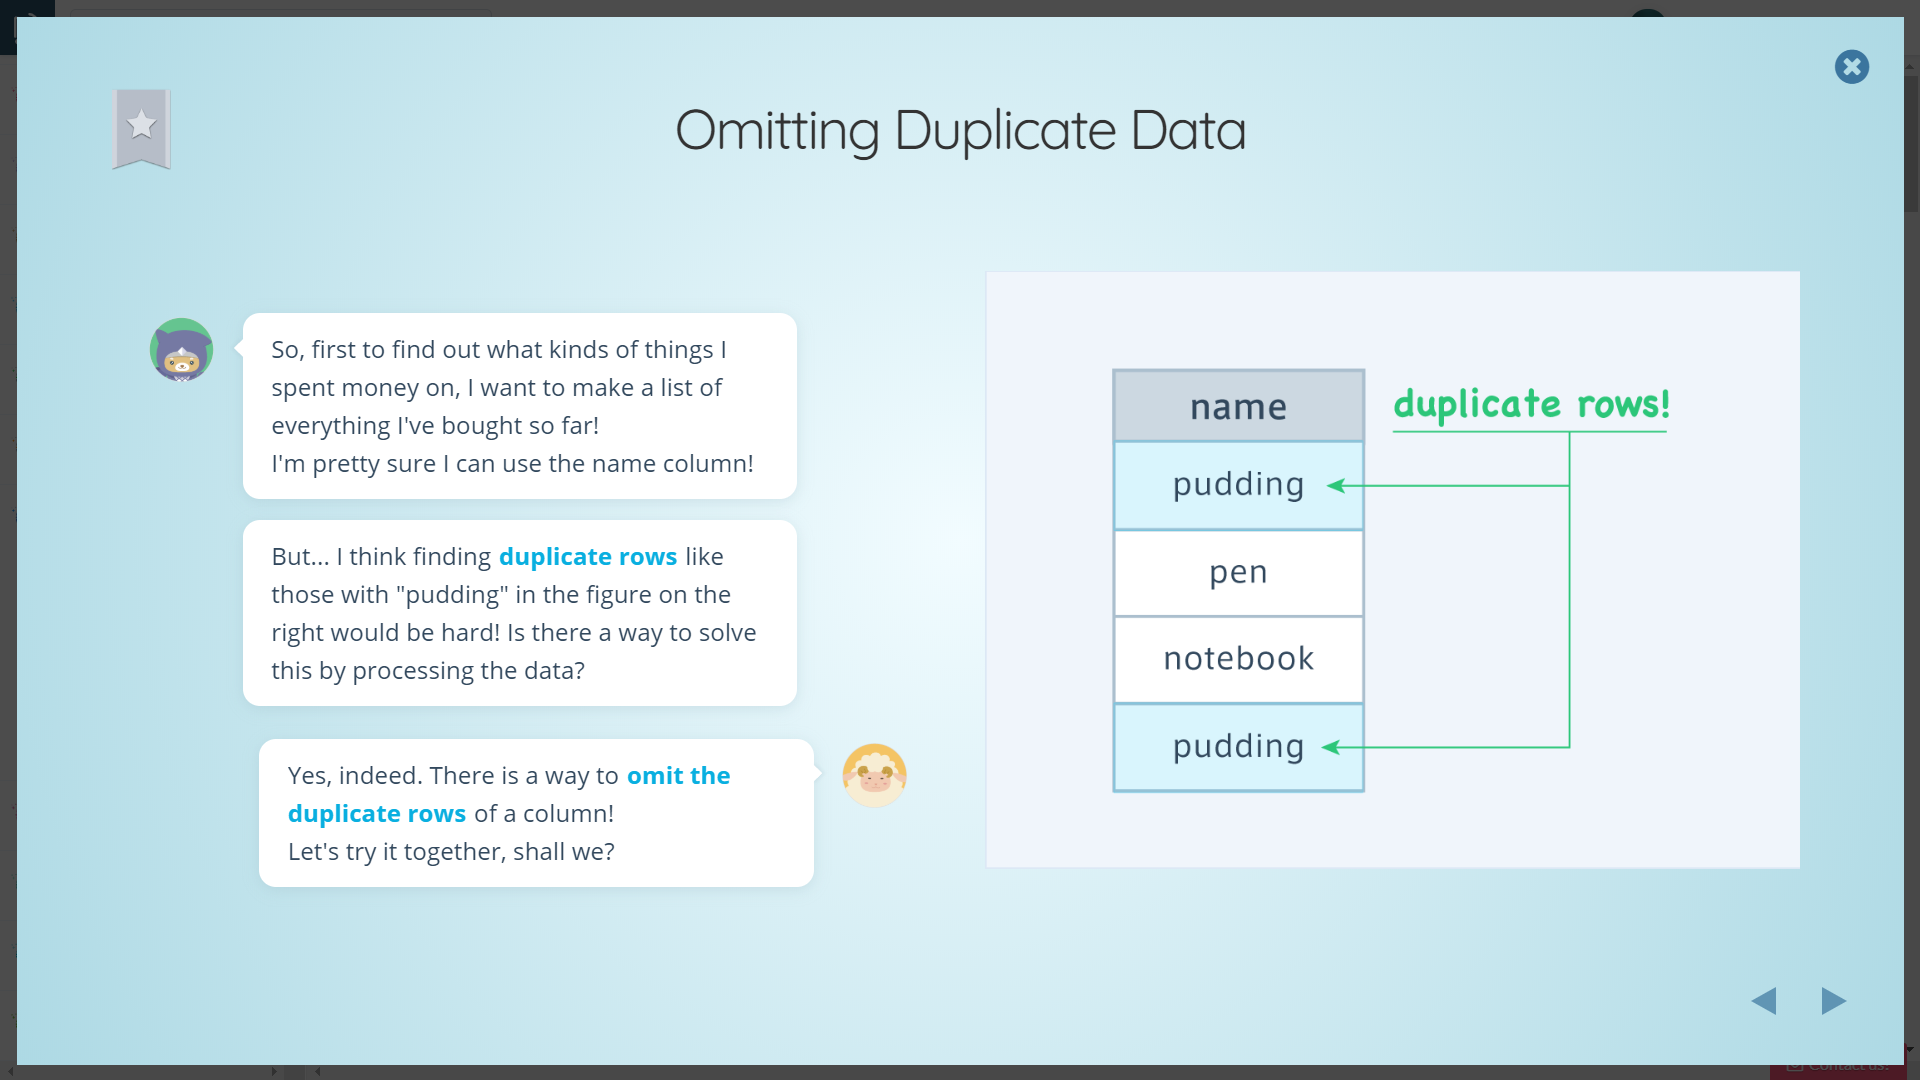 Omitting Duplicate Data
So, first to find out what kinds of things I
spent money on, I want to make a list of
everything I've bought so far!
I'm pretty sure I can use the name column!
But... I think finding duplicate rows like
those with "pudding" in the figure on the
right would be hard! Is there a way to solve
this by processing the data?
Yes, indeed. There is a way to omit the
duplicate rows of a column!
Let's try it together, shall we?
name
duplicate rows!
pudding
pen
notebook
pudding
Contact us!